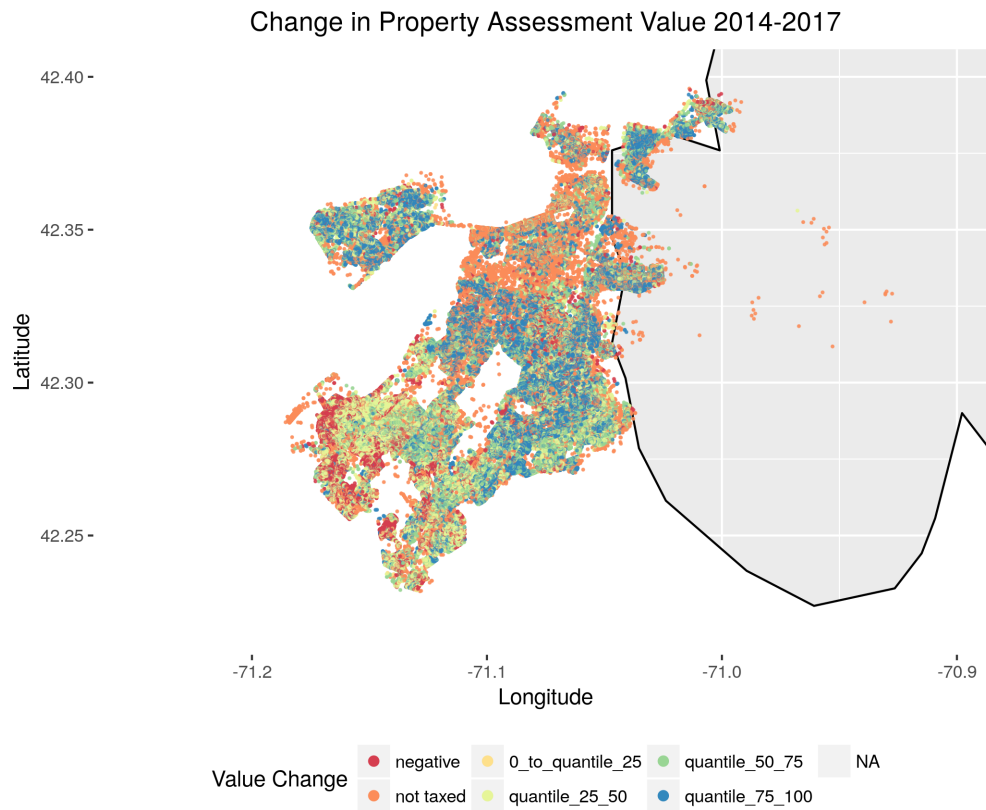 Change in Property Assessment Value 2014-2017
42.40
42.35
42.30
42.25
Latitude
-71.2
-71.1
-71.0
-70.9
Longitude
Value Change
negative
0_to_quantile_25
quantile_50_75
NA
not taxed
quantile_25_50
quantile_75_100